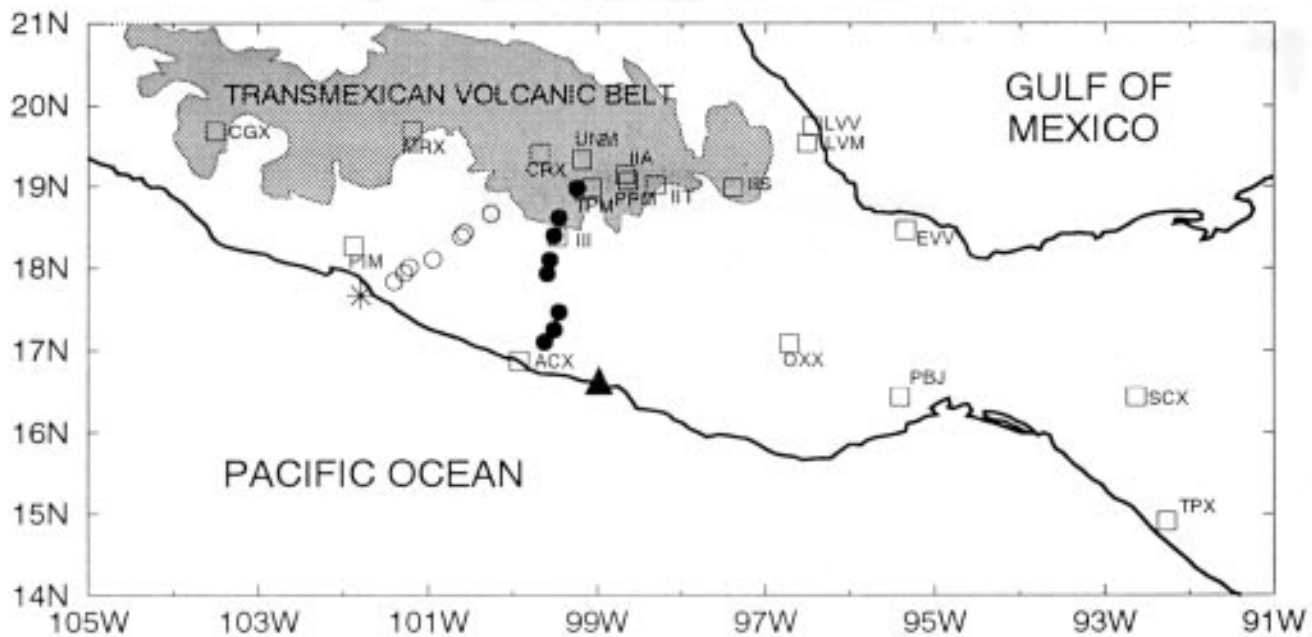 21N
20N
19N
18N
17N
16N
15N
14N
105W 103W 101W 99W 97W 95W 93W 91W
TRANSMEXICAN VOLCANIC BELT
GULF OF
MEXICO
PACIFIC OCEAN
CGX
MRX
UNM
CRX
IIA
TPM
PPM
IIT
IIS
III
LVV
LVM
EVV
PIM
ACX
OXX
PBJ
SCX
TPX